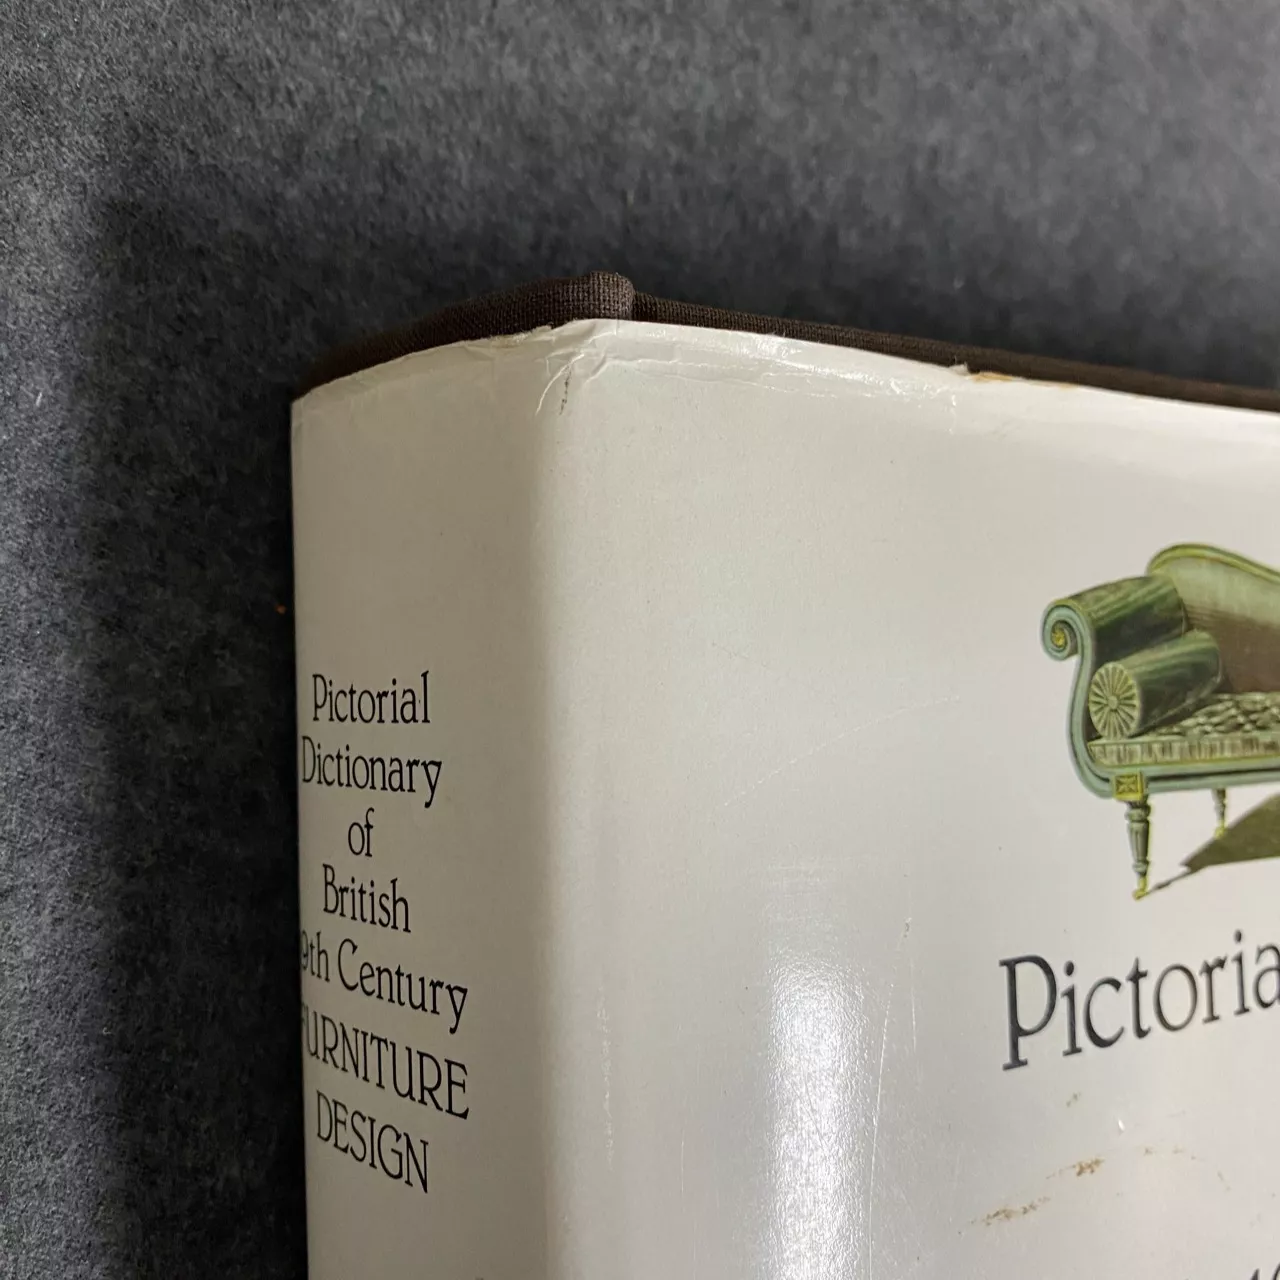 Pictorial
Dictionary
of
British
9th Century
FURNITURE
DESIGN
Pictoria